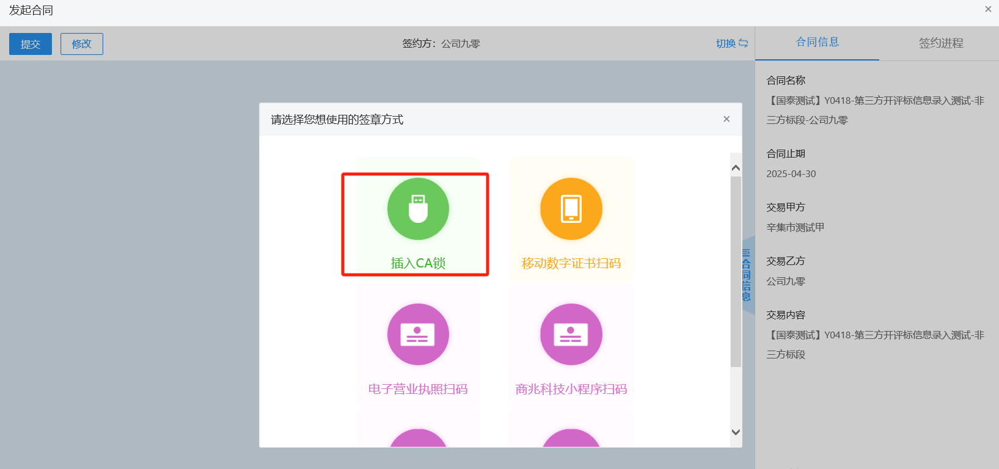 发起合同
提交
修改
签约方：公司九零
切换
合同信息
签约进程
请选择您想使用的签章方式
插入CA锁
移动数字证书扫码
电子营业执照扫码
商兆科技小程序扫码
合同信息
合同名称
【国泰测试】Y0418-第三方开评标信息录入测试-非
三方标段-公司九零
合同止期
2025-04-30
交易甲方
辛集市测试甲
交易乙方
公司九零
交易内容
【国泰测试】Y0418-第三方开评标信息录入测试-非
三方标段